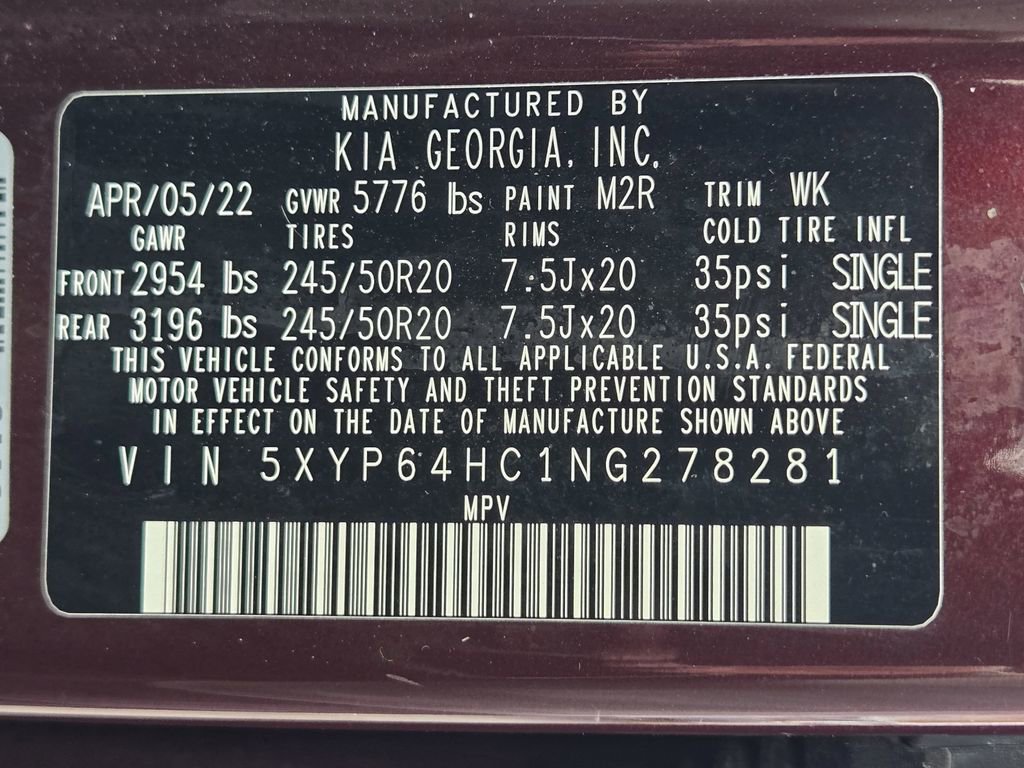 MANUFACTURED BY
KIA GEORGIA, INC.
APR/05/22 GVWR 5776 lbs PAINT M2R TRIM WK
GAWR TIRES RIMS COLD TIRE INFL
FRONT 2954 lbs 245/50R20 7.5Jx20 35psi SINGLE
REAR 3196 lbs 245/50R20 7.5Jx20 35psi SINGLE
THIS VEHICLE CONFORMS TO ALL APPLICABLE U.S.A. FEDERAL
MOTOR VEHICLE SAFETY AND THEFT PREVENTION STANDARDS
IN EFFECT ON THE DATE OF MANUFACTURE SHOWN ABOVE
VIN 5XYP64HC1NG278281
MPV